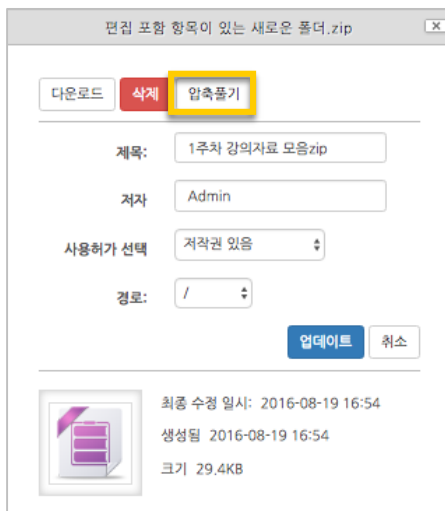 편집 포함 항목이 있는 새로운 폴더.zip
다운로드 삭제 압축풀기
제목: 1주차 강의자료 모음zip
저자 Admin
사용허가 선택 저작권 있음
경로: /
업데이트 취소
최종 수정 일시: 2016-08-19 16:54
생성됨 2016-08-19 16:54
크기 29.4KB